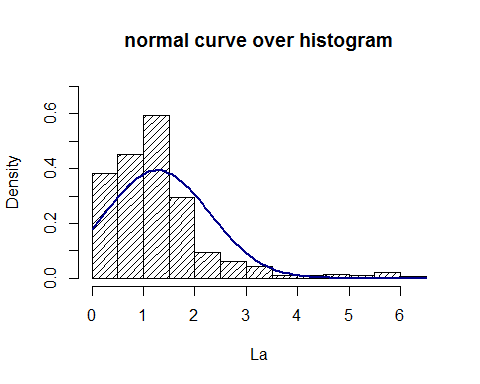 normal curve over histogram
Density
0.0 0.2 0.4 0.6
0 1 2 3 4 5 6
La